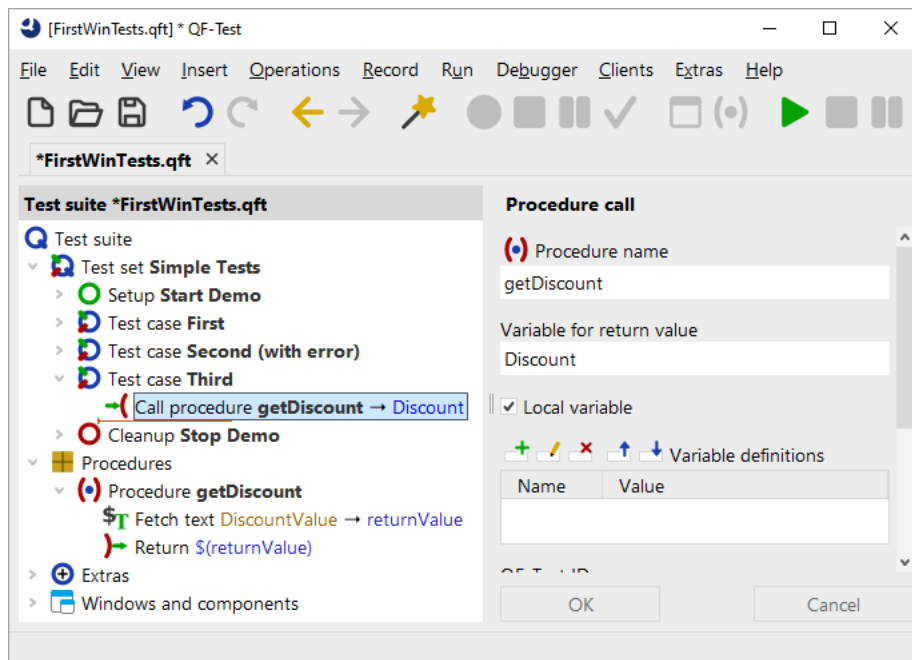 [FirstWinTests.qft] * QF-Test
File Edit View Insert Operations Record Run Debugger Clients Extras Help
*FirstWinTests.qft
Test suite *FirstWinTests.qft
Test suite
Test set Simple Tests
Setup Start Demo
Test case First
Test case Second (with error)
Test case Third
Call procedure getDiscount → Discount
Cleanup Stop Demo
Procedures
Procedure getDiscount
Fetch text DiscountValue → returnValue
Return $(returnValue)
Extras
Windows and components
Procedure call
Procedure name
getDiscount
Variable for return value
Discount
Local variable
Variable definitions
Name Value
OK Cancel